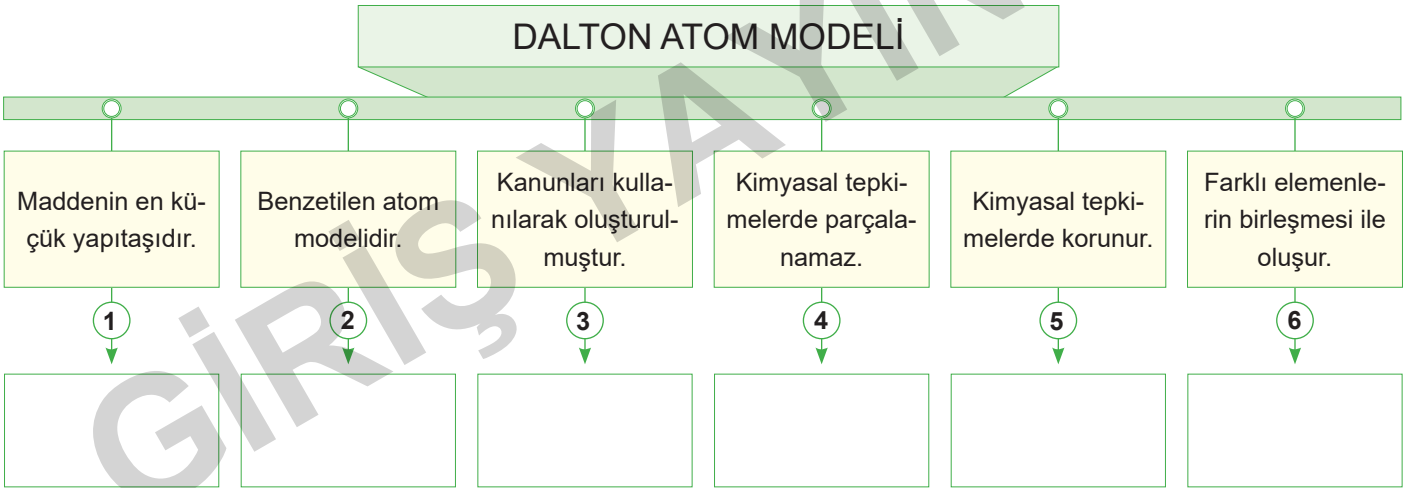 DALTON ATOM MODELİ
Maddenin en kü-
çük yapıtaşıdır.
Benzetilen atom
modelidir.
Kanunları kulla-
nılarak oluşturul-
muştur.
Kimyasal tepki-
melerde parçala-
namaz.
Kimyasal tepki-
melerde korunur.
Farklı elemenle-
rin birleşmesi ile
oluşur.
1
2
3
4
5
6
GİRİŞ YAYIN